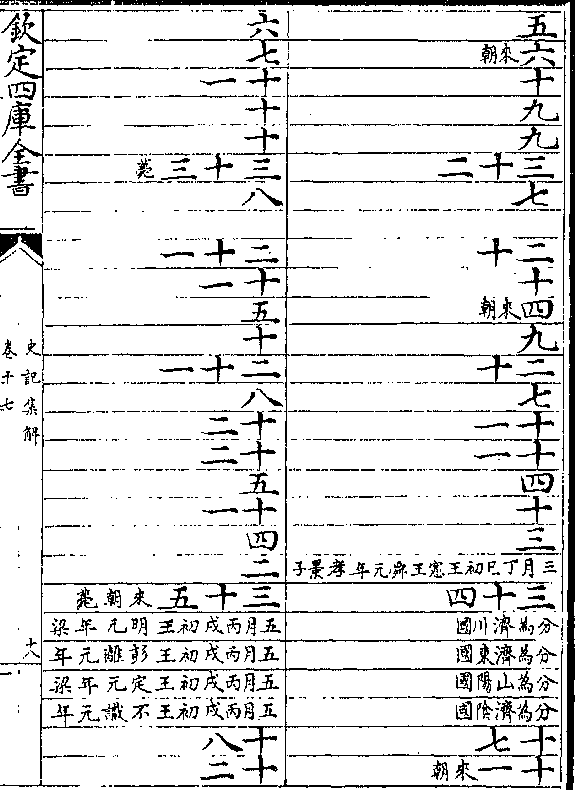 五
六來朝
十
九
九
三十二
七
二十
十
四來朝
九
二十
七
十一
十一
四
十
三
三月丁巳初王憲王舜元年孝景子
三十四
分為濟川國
分為濟東國
分為山陽國
分為濟陰國
十七
十一來朝
六
七
十一
十
十
三十三薨
八
二十一
十一
五
十
二十一
八
十二
十二
五
十一
四
二
三十五來朝薨
五月丙戌初王明元年梁
五月丙戌初王彭離元年
五月丙戌初王定元年梁
五月丙戌初王不識元年
十八
十二
欽定四庫全書
史記集解
卷十七
十八